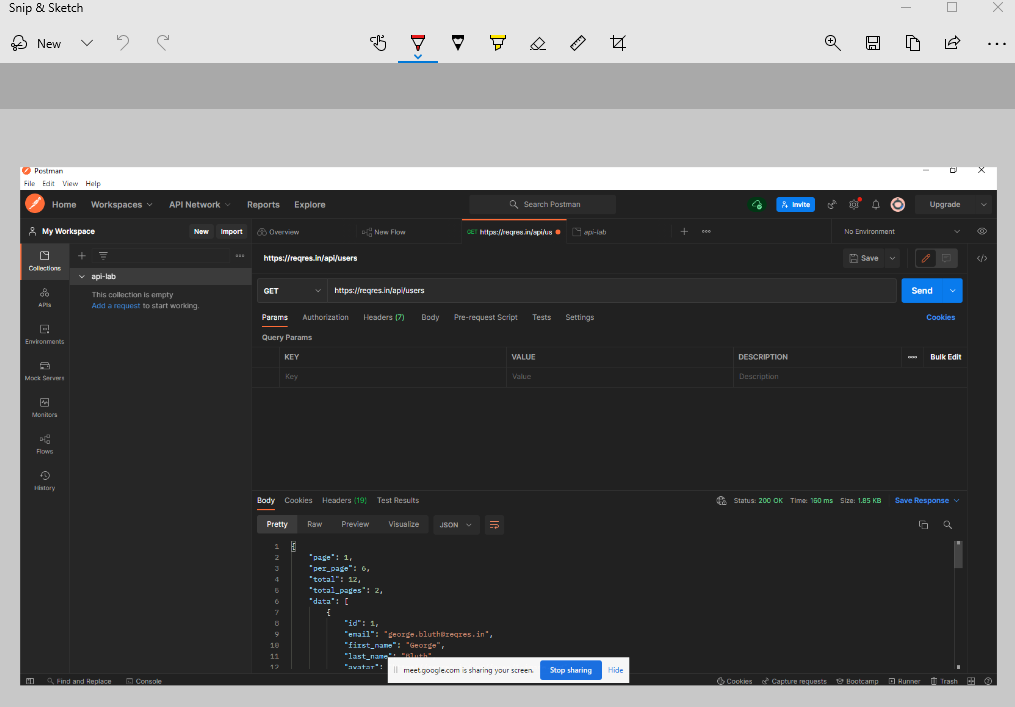 Snip & Sketch
New
Postman
File Edit View Help
Home Workspaces API Network Reports Explore Search Postman Invite Upgrade
My Workspace New Import Overview New Flow GET https://reqres.in/api/us api-lab No Environment
Collections
APIs
Environments
Mock Servers
Monitors
Flows
History
api-lab
This collection is empty
Add a request to start working.
https://reqres.in/api/users Save
GET https://reqres.in/api/users Send
Params Authorization Headers (7) Body Pre-request Script Tests Settings Cookies
Query Params
KEY VALUE DESCRIPTION Bulk Edit
Key Value Description
Body Cookies Headers (19) Test Results Status: 200 OK Time: 160 ms Size: 1.85 KB Save Response
Pretty Raw Preview Visualize JSON
1 {
2 "page": 1,
3 "per_page": 6,
4 "total": 12,
5 "total_pages": 2,
6 "data": [
7 {
8 "id": 1,
9 "email": "george.bluth@reqres.in",
10 "first_name": "George",
11 "last_name": "Bluth"
12 "avatar":
meet.google.com is sharing your screen. Stop sharing Hide
Find and Replace Console Cookies Capture requests Bootcamp Runner Trash